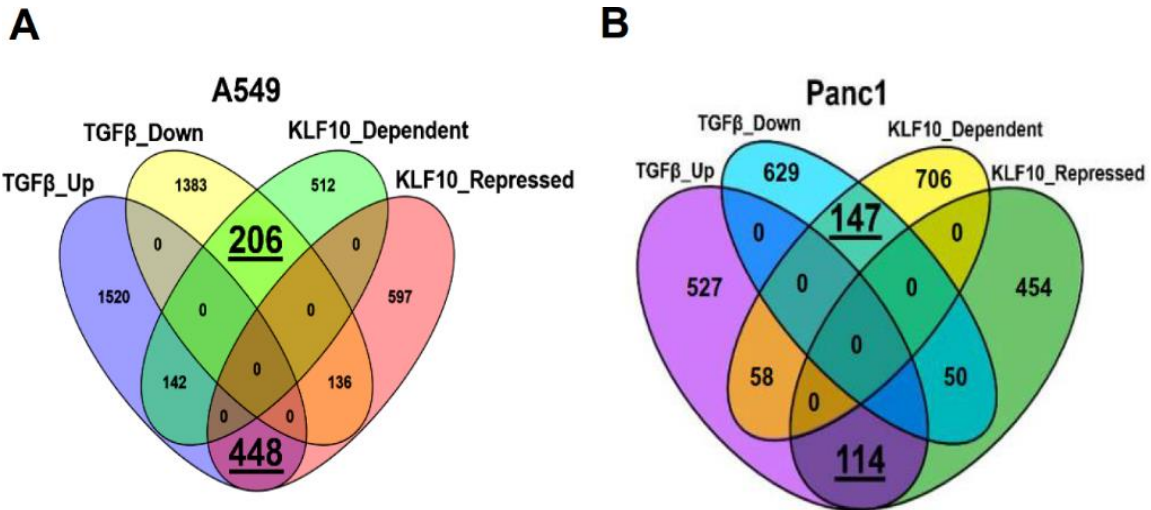 A
B
A549
Panc1
TGFβ_Down
KLF10_Dependent
TGFβ_Up
KLF10_Repressed
1383
512
206
0
0
1520
597
0
0
0
142
136
0
0
448
TGFβ_Down
KLF10_Dependent
TGFβ_Up
KLF10_Repressed
629
706
147
0
0
527
454
0
0
0
58
50
0
114